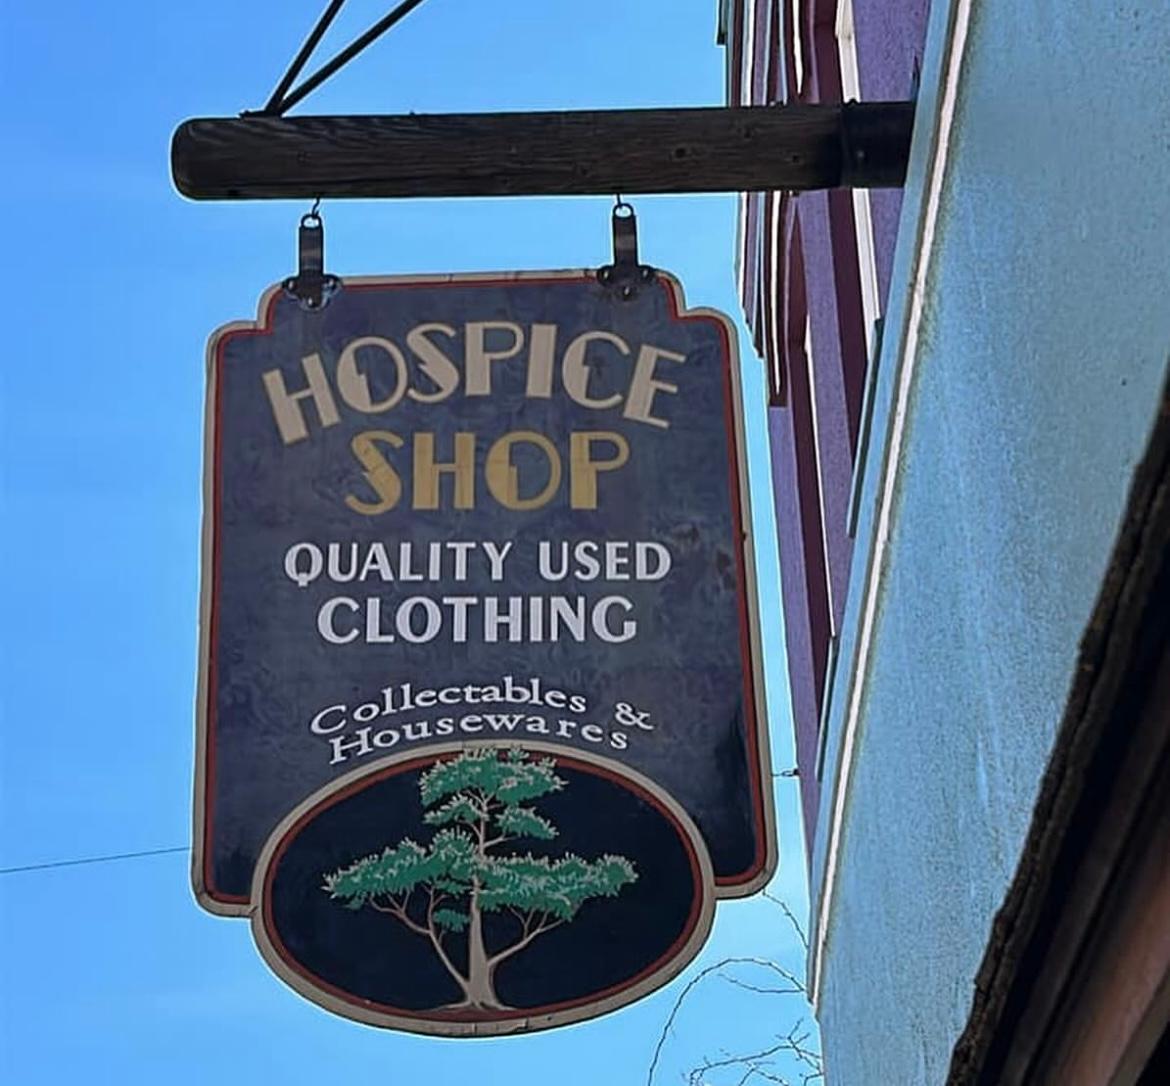 HOSPICE
SHOP
QUALITY USED
CLOTHING
Collectables &
Housewares